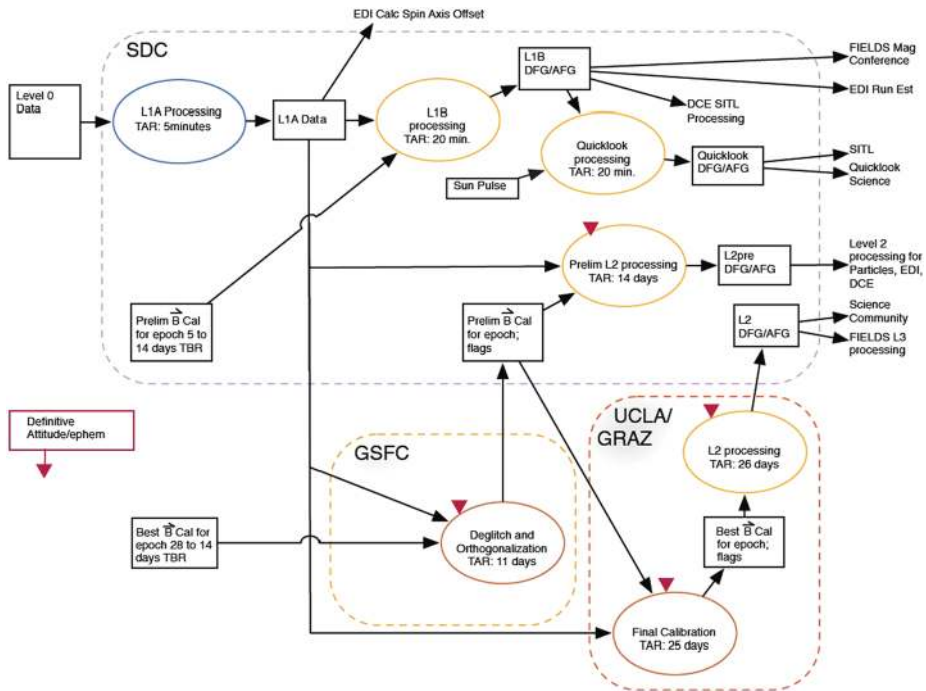 EDI Calc Spin Axis Offset
SDC
Level 0
Data
L1A Processing
TAR: 5minutes
L1A Data
L1B
processing
TAR: 20 min.
L1B
DFG/AFG
FIELDS Mag
Conference
EDI Run Est
DCE SITL
Processing
Quicklook
processing
TAR: 20 min.
Sun Pulse
Quicklook
DFG/AFG
SITL
Quicklook
Science
Prelim L2 processing
TAR: 14 days
L2pre
DFG/AFG
Level 2
processing for
Particles, EDI,
DCE
Prelim B Cal
for epoch 5 to
14 days TBR
Prelim B Cal
for epoch;
flags
L2
DFG/AFG
Science
Community
FIELDS L3
processing
Definitive
Attitude/ephem
GSFC
UCLA/
GRAZ
L2 processing
TAR: 26 days
Best B Cal for
epoch 28 to 14
days TBR
Deglitch and
Orthogonalization
TAR: 11 days
Best B Cal
for epoch;
flags
Final Calibration
TAR: 25 days